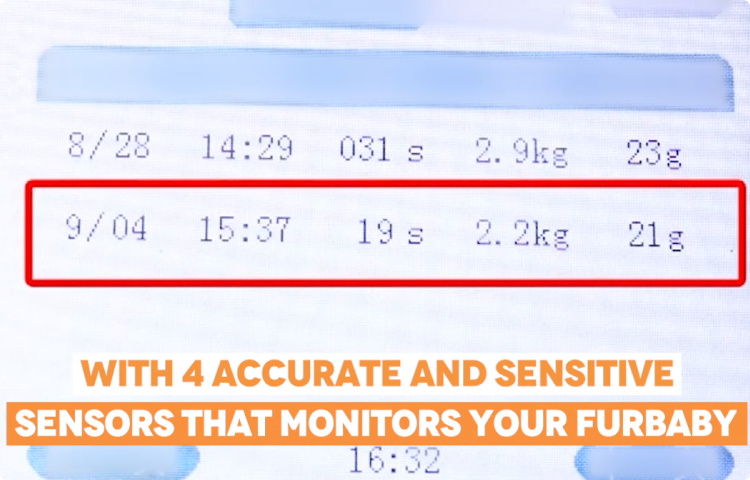 8/28 14:29 031 s 2.9kg 23g
9/04 15:37 19 s 2.2kg 21g
WITH 4 ACCURATE AND SENSITIVE
SENSORS THAT MONITORS YOUR FURBABY
16:32